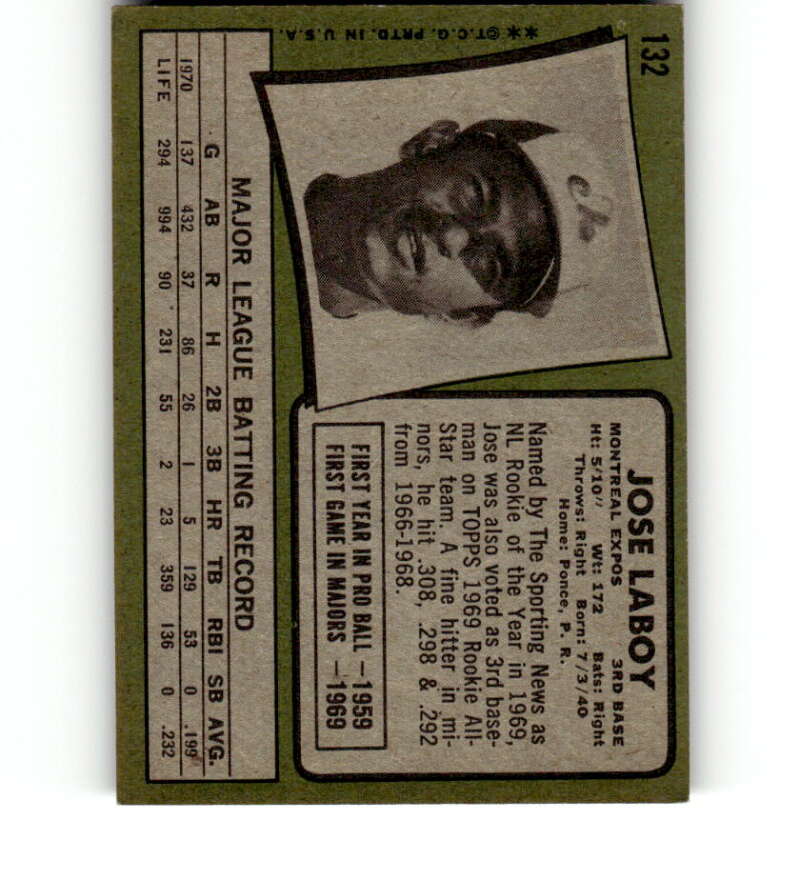 132
** ©T.C.G. PRTD. IN U.S.A.
JOSE LABOY
MONTREAL EXPOS 3RD BASE
Ht: 5/10" Wt: 172 Bats: Right
Throws: Right Born: 7/3/40
Home: Ponce, P. R.
Named by The Sporting News as
NL Rookie of the Year in 1969,
Jose was also voted as 3rd base-
man on TOPPS 1969 Rookie All-
Star team. A fine hitter in mi-
nors, he hit .308, .298 & .292
from 1966-1968.
FIRST YEAR IN PRO BALL —1959
FIRST GAME IN MAJORS —1969
MAJOR LEAGUE BATTING RECORD
G AB R H 2B 3B HR TB RBI SB AVG.
1970 137 432 37 86 26 1 5 129 53 0 .199
LIFE 294 994 90 231 55 2 23 359 136 0 .232